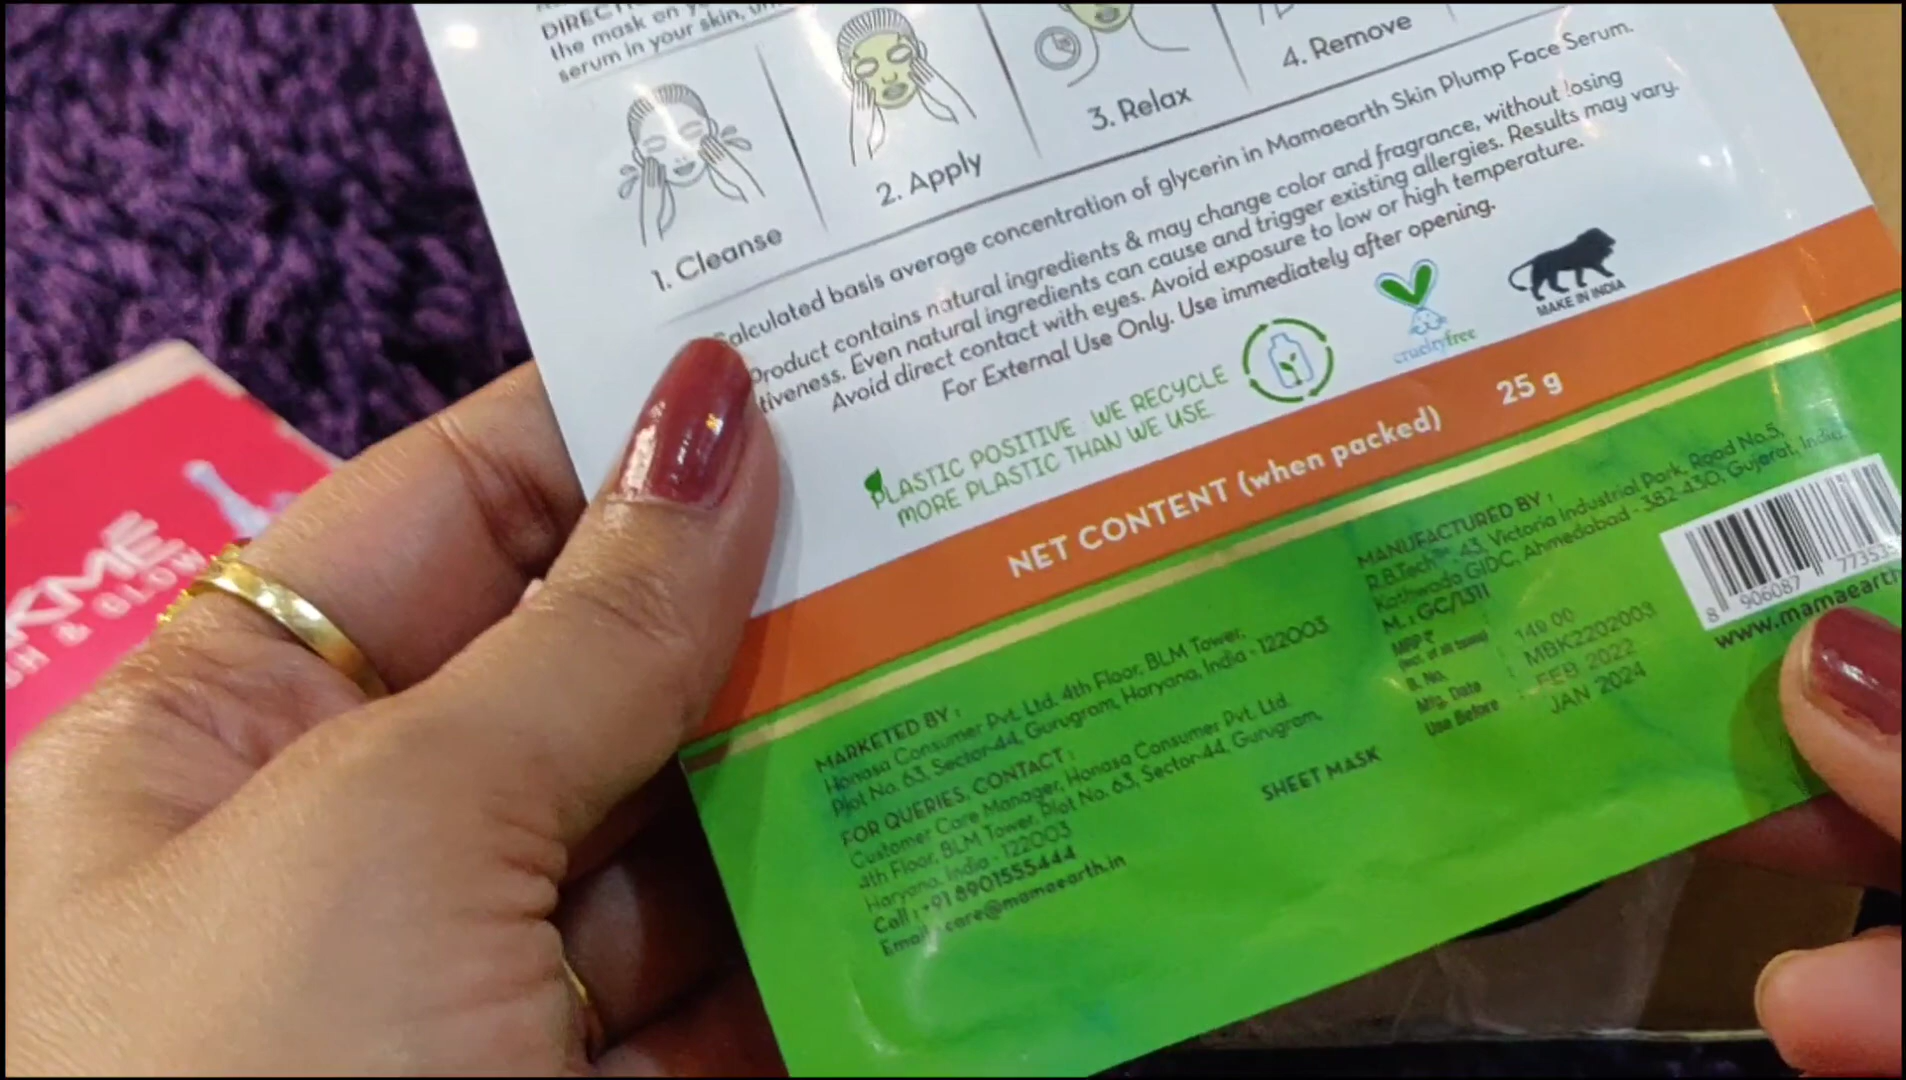 the mask on
serum in your skin,
1. Cleanse
2. Apply
3. Relax
4. Remove
Calculated basis average concentration of glycerin in Mamaearth Skin Plump Face Serum.
Product contains natural ingredients & may change color and fragrance, without losing
tiveness. Even natural ingredients can cause and trigger existing allergies. Results may vary.
Avoid direct contact with eyes. Avoid exposure to low or high temperature.
For External Use Only. Use immediately after opening.
PLASTIC POSITIVE WE RECYCLE
MORE PLASTIC THAN WE USE
crueltyfree
MAKE IN INDIA
NET CONTENT (when packed) 25 g
MARKETED BY :
Honasa Consumer Pvt. Ltd. 4th Floor, BLM Tower,
Plot No. 63, Sector-44, Gurugram, Haryana, India - 122003
FOR QUERIES, CONTACT :
Customer Care Manager, Honasa Consumer Pvt. Ltd.
4th Floor, BLM Tower, Plot No. 63, Sector-44, Gurugram,
Haryana, India - 122003
Call : +91 8901555444
Email : care@mamaearth.in
SHEET MASK
MANUFACTURED BY :
R.B.Tech 43, Victoria Industrial Park, Road No.5,
Kathwada GIDC, Ahmedabad - 382-430, Gujarat, India
M. : GC/1311
MRP ₹ : 149.00
B. No. : MBK2202003
Mfg. Date : FEB 2022
Use Before : JAN 2024
8 906087 77353
www.mamaearth
KME
SH & GLOW